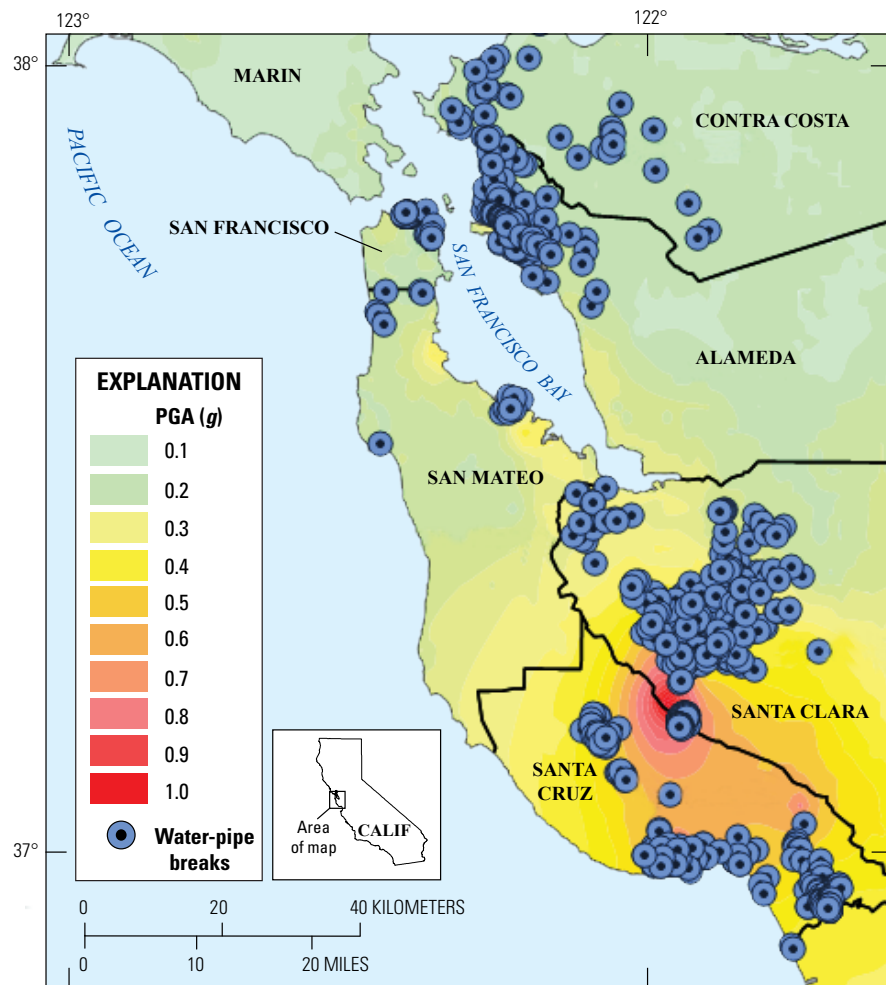 123°
122°
38°
MARIN
CONTRA COSTA
PACIFIC OCEAN
SAN FRANCISCO
SAN FRANCISCO BAY
ALAMEDA
EXPLANATION
PGA (g)
0.1
0.2
0.3
0.4
0.5
0.6
0.7
0.8
0.9
1.0
Water-pipe
breaks
SAN MATEO
SANTA CLARA
SANTA
CRUZ
Area
of map
CALIF
37°
0 20 40 KILOMETERS
0 10 20 MILES